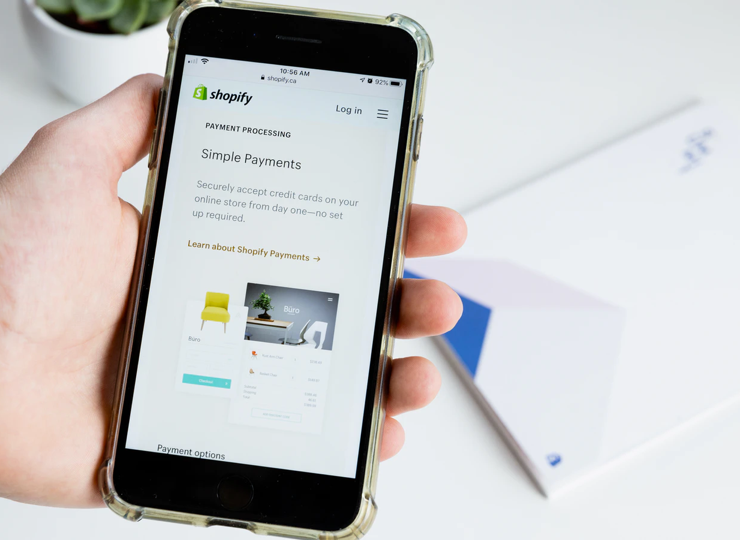 10:56 AM
92%
shopify.ca
shopify
Log in
PAYMENT PROCESSING
Simple Payments
Securely accept credit cards on your
online store from day one—no set
up required.
Learn about Shopify Payments →
Büro
Büro
Payment options